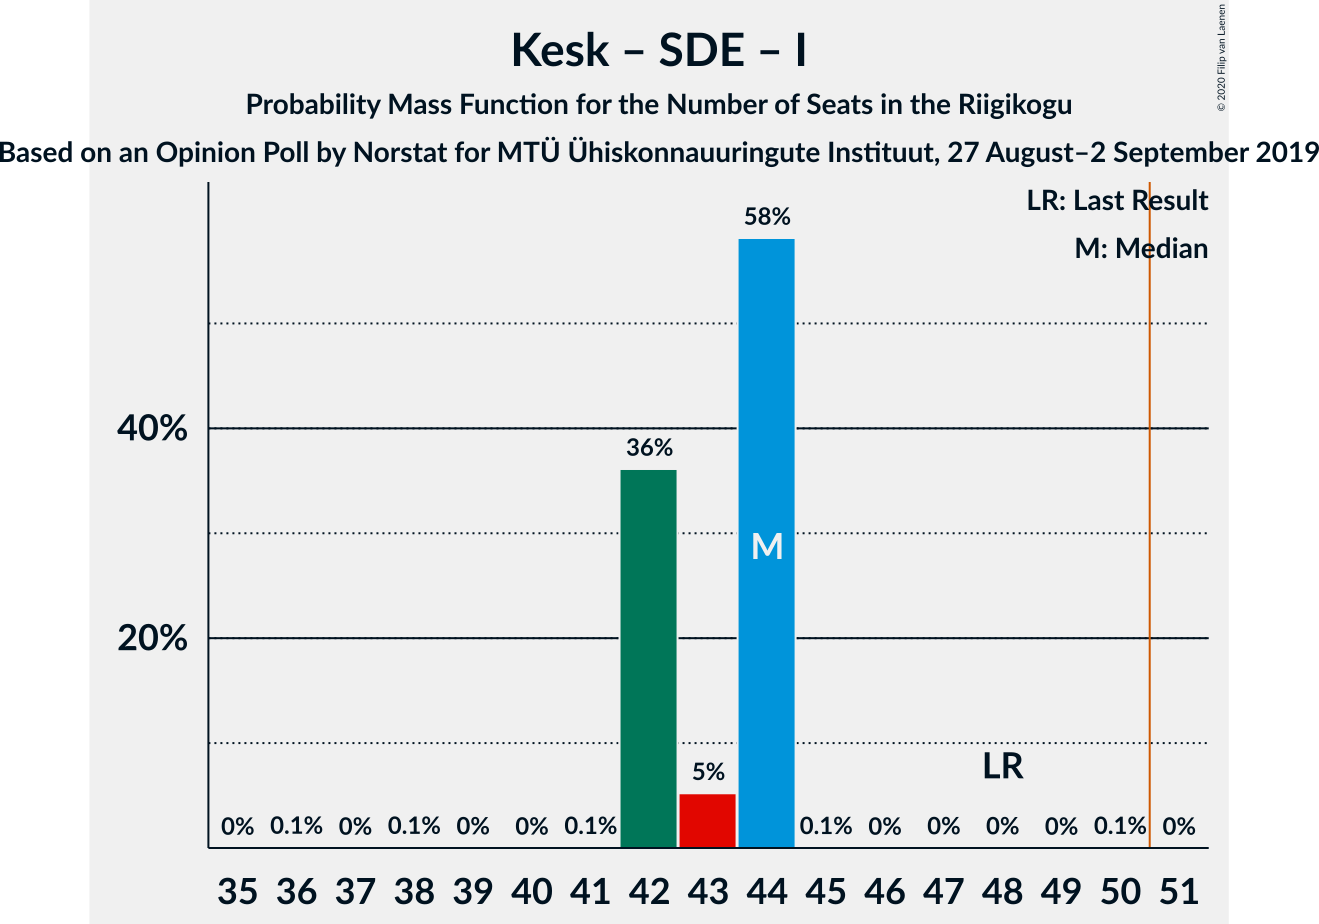 Kesk – SDE – I
Probability Mass Function for the Number of Seats in the Riigikogu
Based on an Opinion Poll by Norstat for MTÜ Ühiskonnauuringute Instituut, 27 August–2 September 2019
© 2020 Filip van Laenen
LR: Last Result
M: Median
58%
40%
36%
M
20%
LR
5%
0% 0.1% 0% 0.1% 0% 0% 0.1% 0.1% 0% 0% 0% 0% 0.1% 0%
35 36 37 38 39 40 41 42 43 44 45 46 47 48 49 50 51